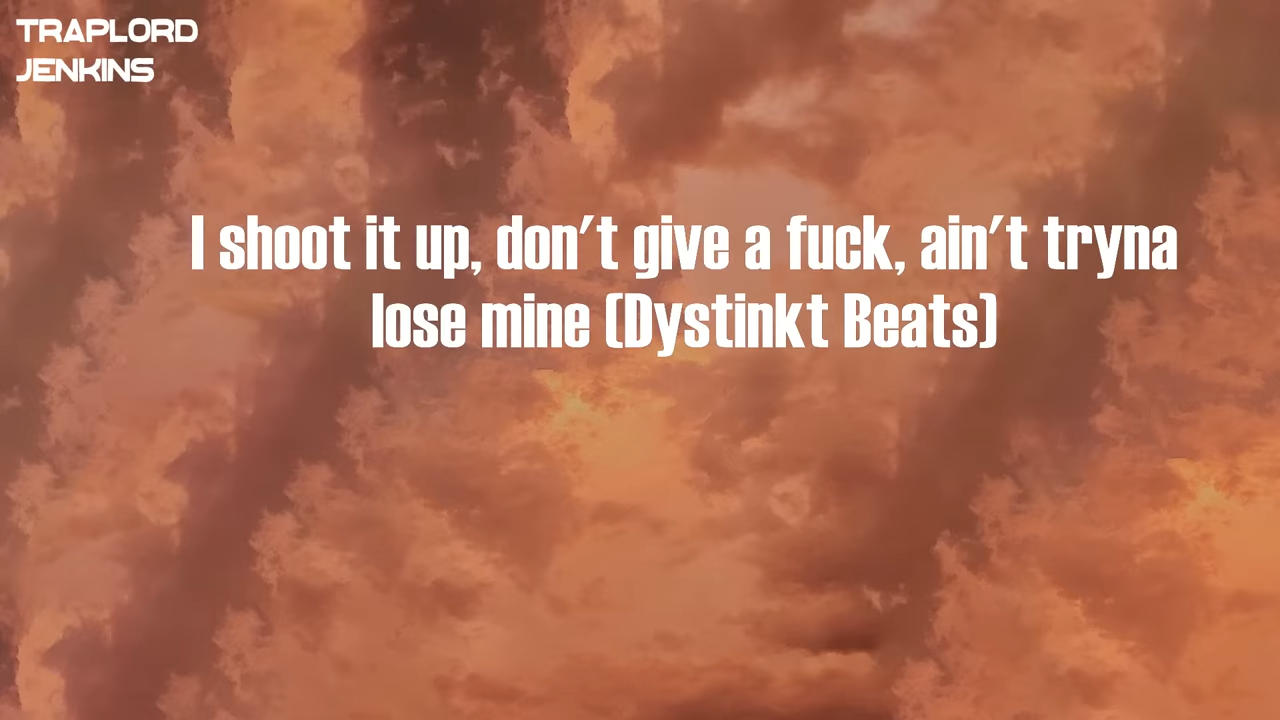 TRAPLORD
JENKINS
I shoot it up, don't give a fuck, ain't tryna
lose mine (Dystinkt Beats)